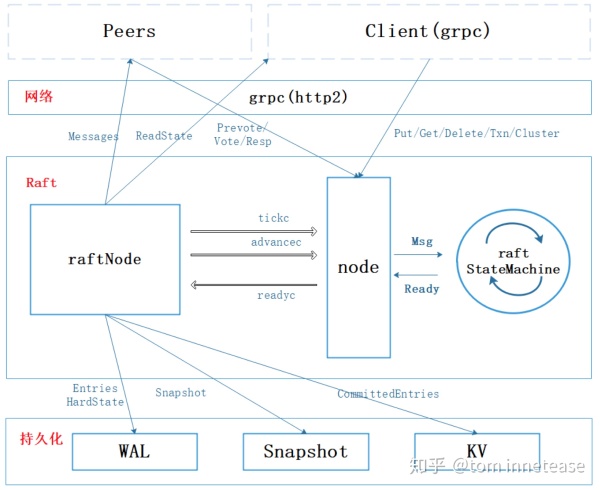 Peers
Client(grpc)
网络
grpc(http2)
Messages
ReadState
Prevote/
Vote/Resp
Put/Get/Delete/Txn/Cluster
Raft
raftNode
tickc
advancec
readyc
node
Msg
Ready
raft
StateMachine
Entries
HardState
Snapshot
CommittedEntries
持久化
WAL
Snapshot
KV
知乎 @tom.innetease